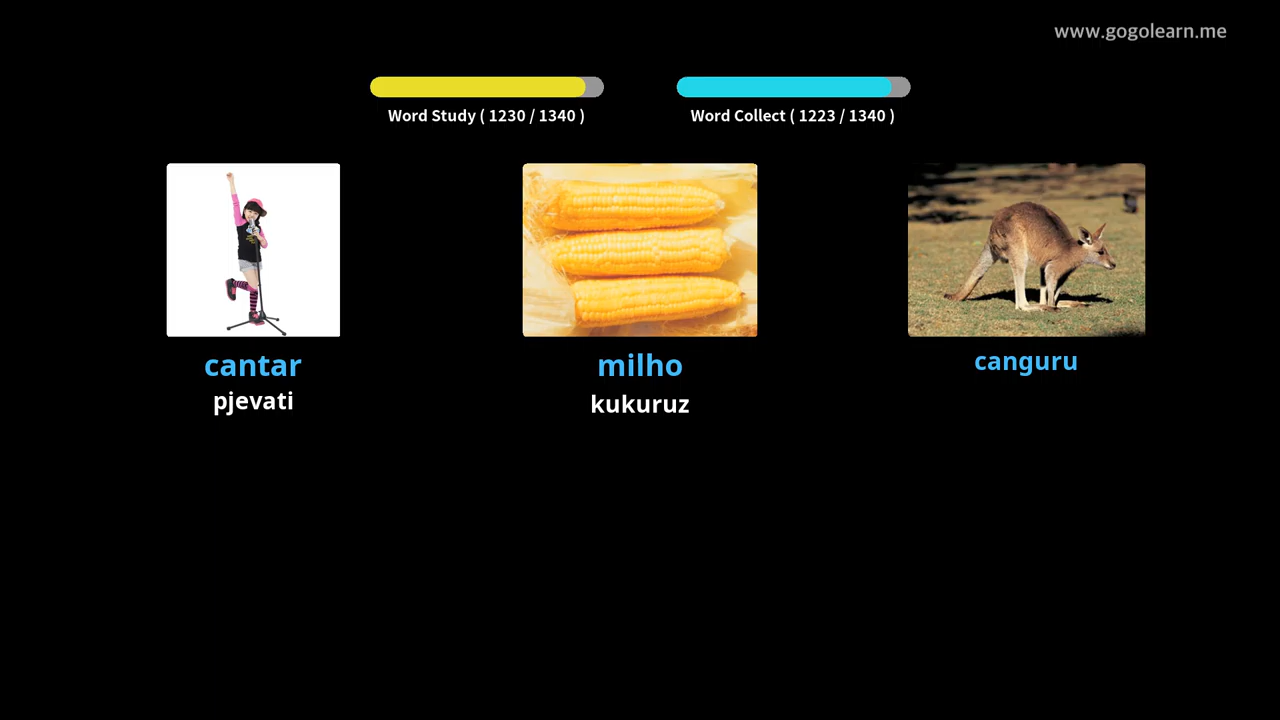 www.gogolearn.me
Word Study ( 1230 / 1340 )
Word Collect ( 1223 / 1340 )
cantar
pjevati
milho
kukuruz
canguru